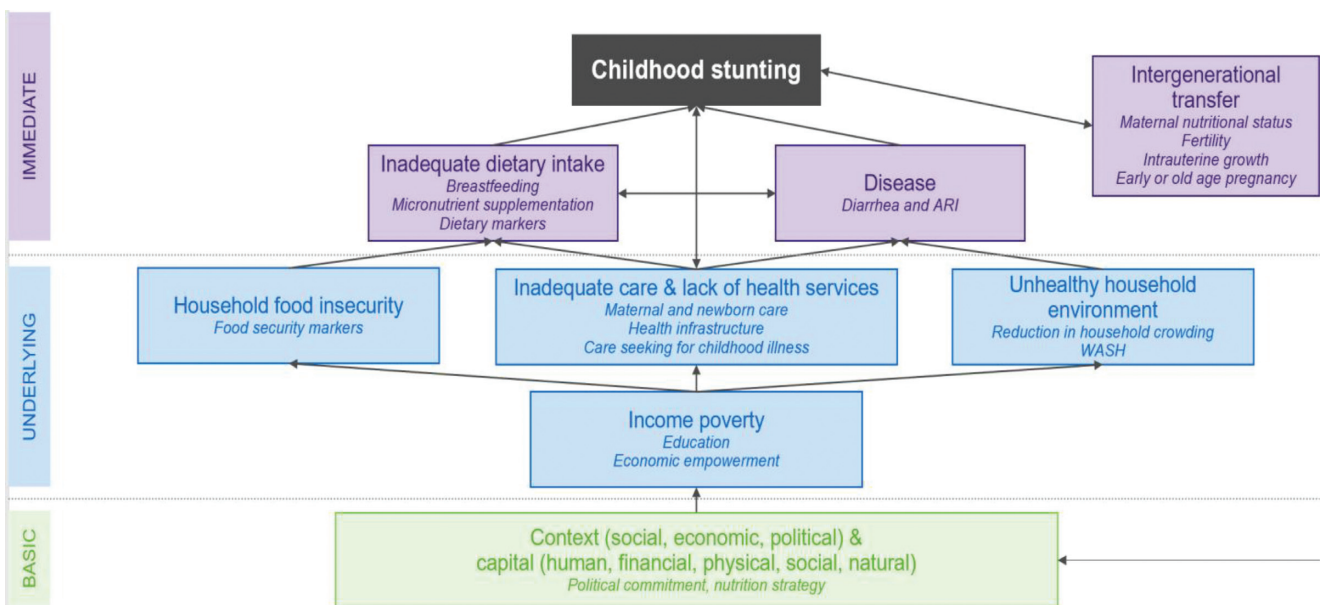 IMMEDIATE
Childhood stunting
Intergenerational
transfer
Maternal nutritional status
Fertility
Intrauterine growth
Early or old age pregnancy
Inadequate dietary intake
Breastfeeding
Micronutrient supplementation
Dietary markers
Disease
Diarrhea and ARI
UNDERLYING
Household food insecurity
Food security markers
Inadequate care & lack of health services
Maternal and newborn care
Health infrastructure
Care seeking for childhood illness
Unhealthy household
environment
Reduction in household crowding
WASH
Income poverty
Education
Economic empowerment
BASIC
Context (social, economic, political) &
capital (human, financial, physical, social, natural)
Political commitment, nutrition strategy